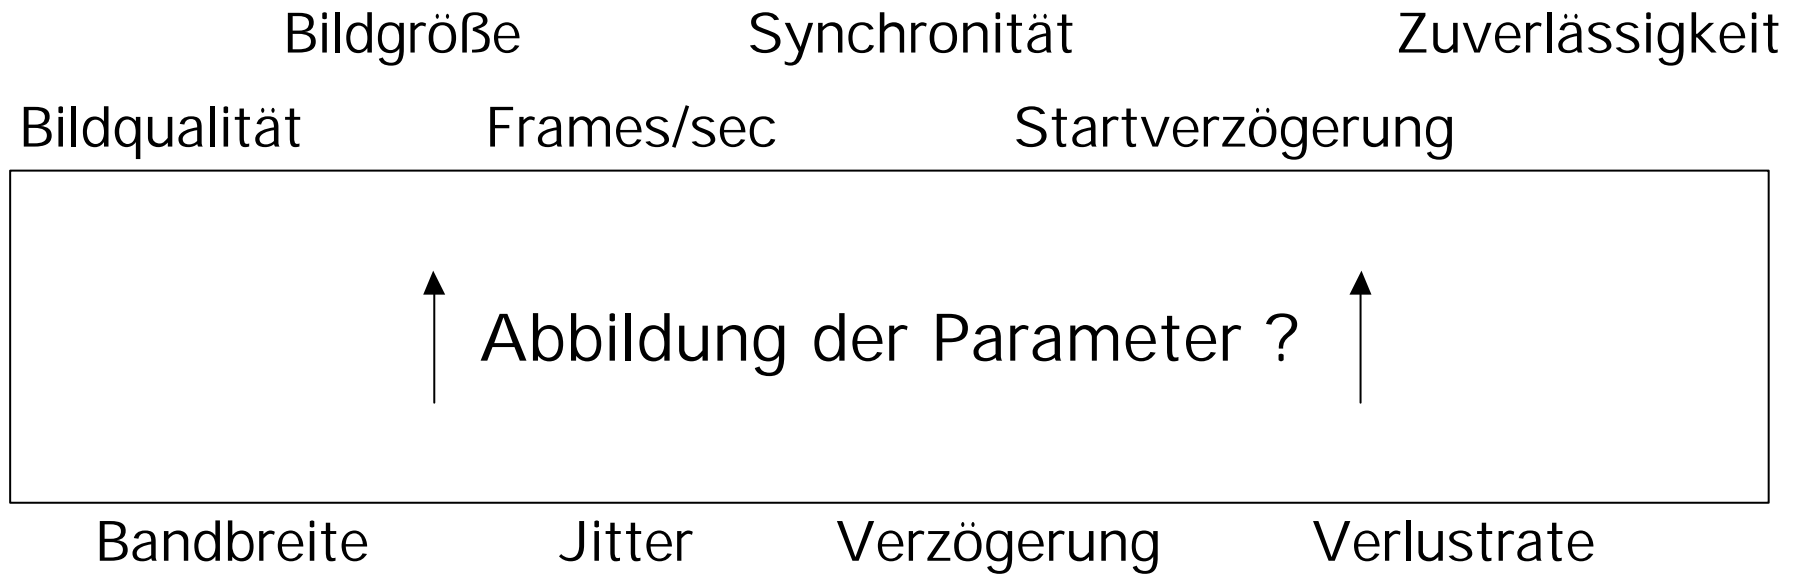 Bildgröße Synchronität Zuverlässigkeit
Bildqualität Frames/sec Startverzögerung
Abbildung der Parameter ?
Bandbreite Jitter Verzögerung Verlustrate